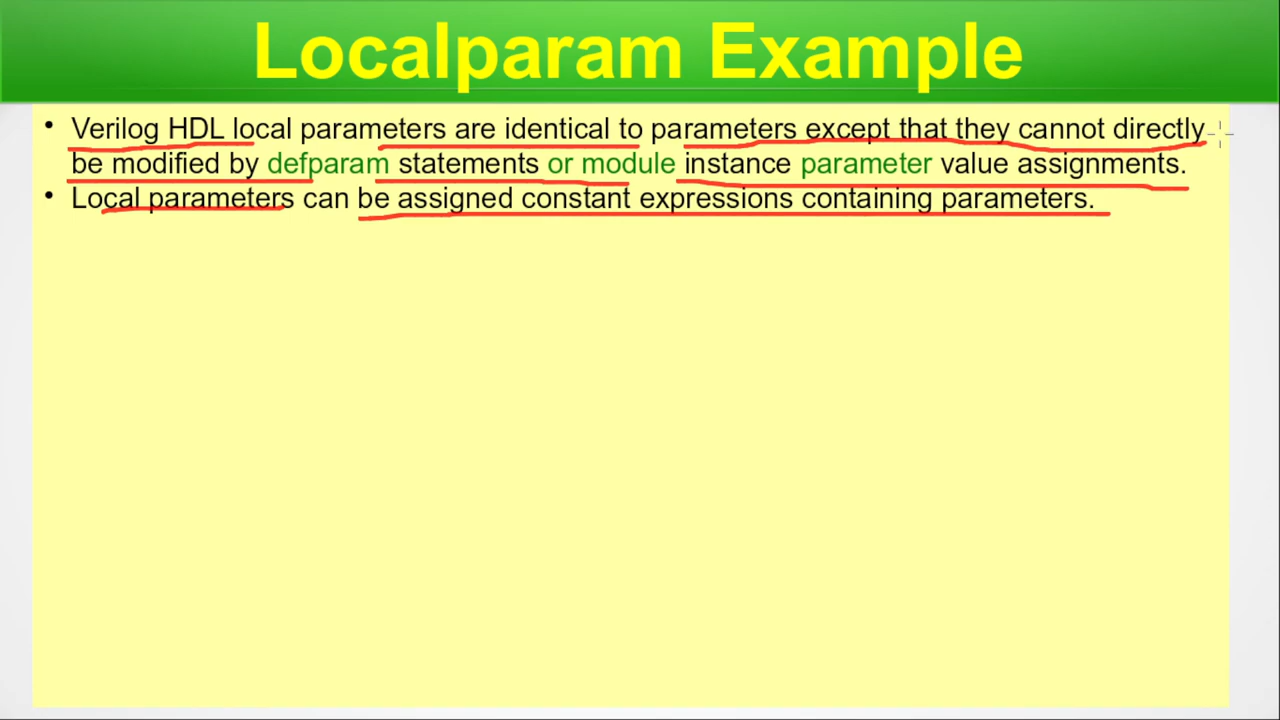 Localparam Example
• Verilog HDL local parameters are identical to parameters except that they cannot directly
be modified by defparam statements or module instance parameter value assignments.
• Local parameters can be assigned constant expressions containing parameters.